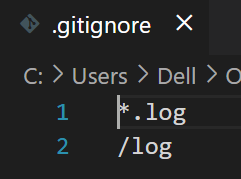 .gitignore
C: > Users > Dell > O
1 *.log
2 /log